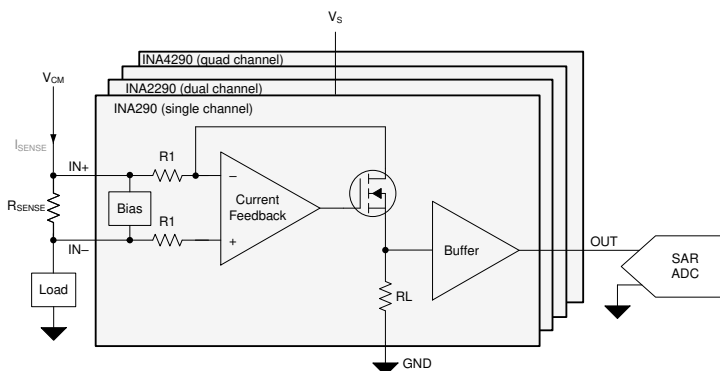 VS
INA4290 (quad channel)
INA2290 (dual channel)
INA290 (single channel)
VCM
ISENSE
IN+
R1
RSENSE
Bias
−
Current
Feedback
+
R1
IN−
Load
Buffer
RL
OUT
SAR
ADC
GND